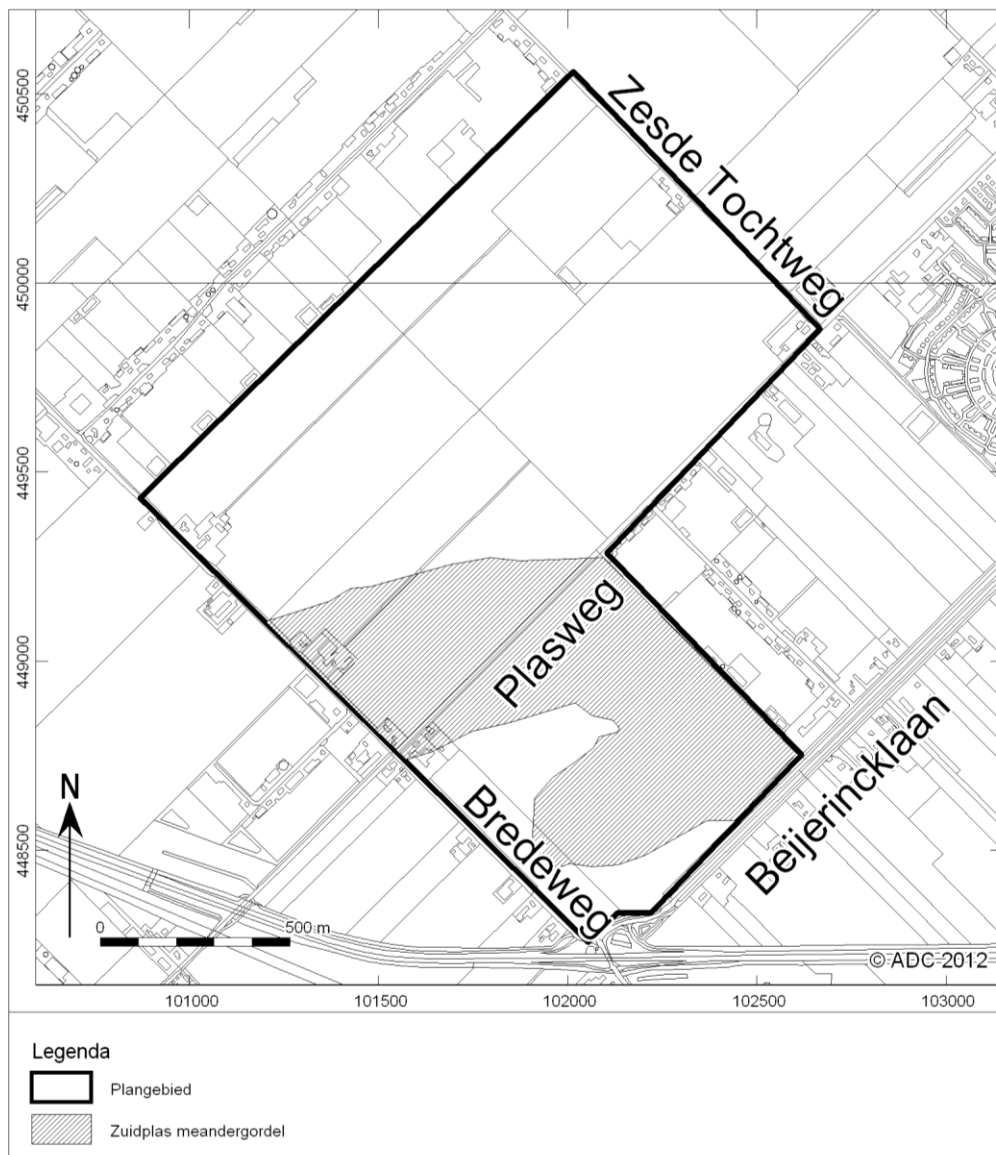 450500
450000
449500
449000
448500
Zesde Tochtweg
Plasweg
Bredeweg
Beijerincklaan
N
0 500 m
© ADC 2012
101000 101500 102000 102500 103000
Legenda
Plangebied
Zuidplas meandergordel